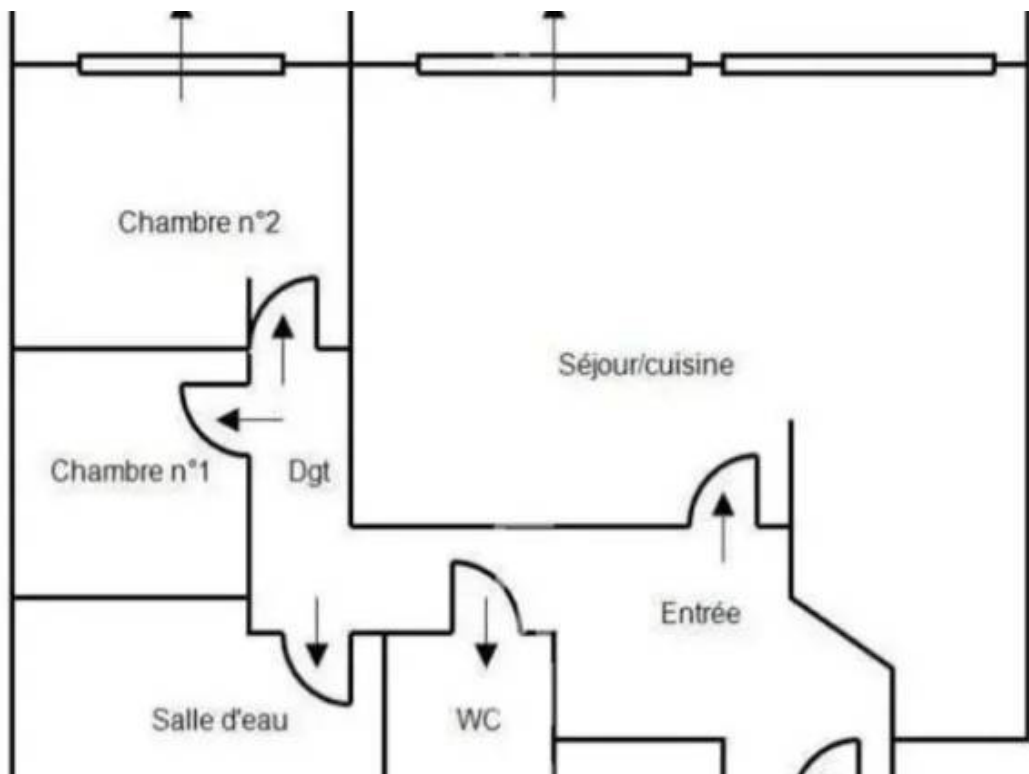 Chambre n°2
Séjour/cuisine
Chambre n°1
Dgt
Entrée
Salle d'eau
WC